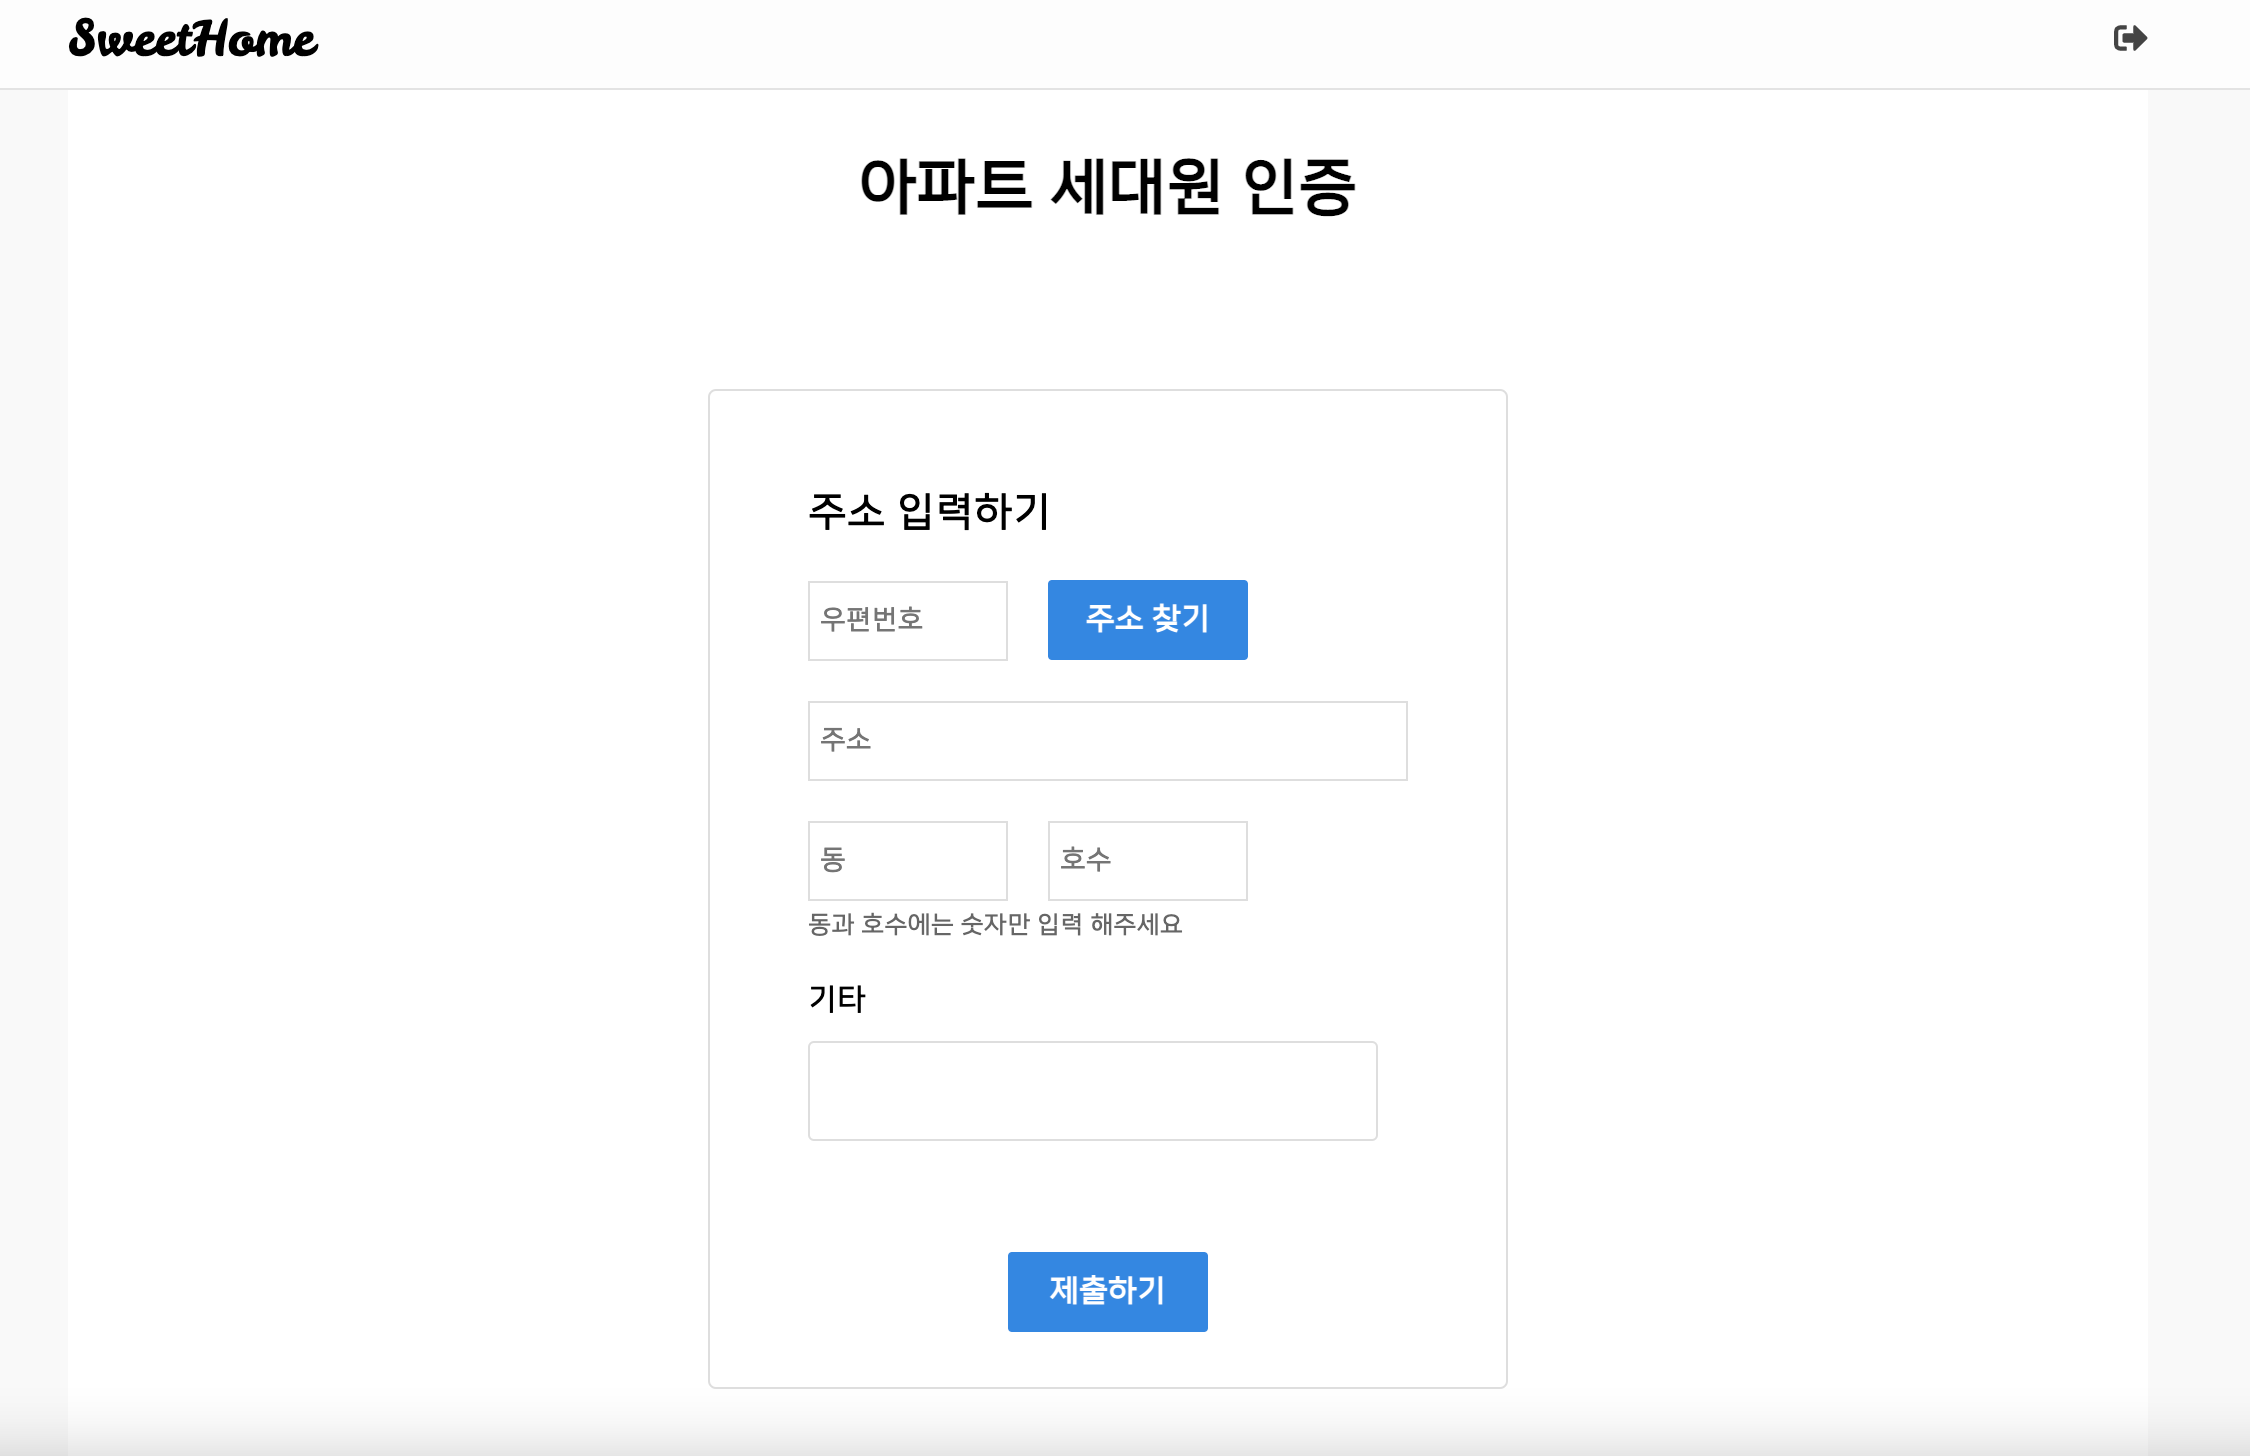 SweetHome
아파트 세대원 인증
주소 입력하기
우편번호 주소 찾기
주소
동 호수
동과 호수에는 숫자만 입력 해주세요
기타
제출하기